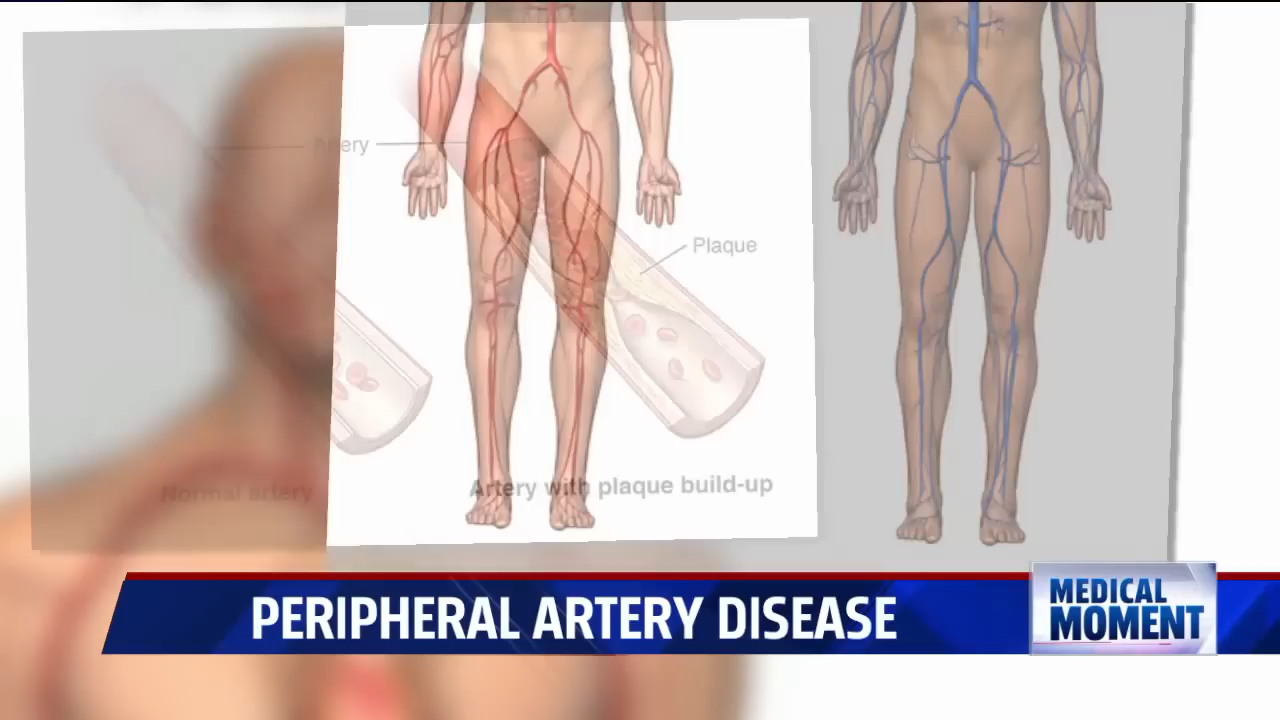 Artery
Plaque
Normal artery
Artery with plaque build-up
PERIPHERAL ARTERY DISEASE
MEDICAL
MOMENT